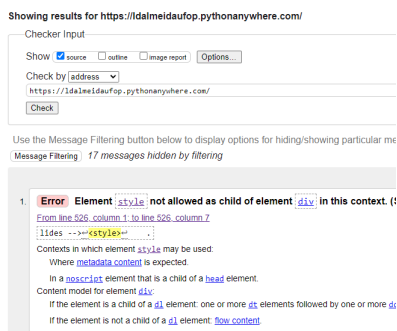 Showing results for https://ldalmeidaufop.pythonanywhere.com/
Checker Input
Show source outline image report Options...
Check by address
https://ldalmeidaufop.pythonanywhere.com/
Check
Use the Message Filtering button below to display options for hiding/showing particular me
Message Filtering 17 messages hidden by filtering
1. Error Element style not allowed as child of element div in this context. (S
From line 526, column 1; to line 526, column 7
lides -->↩<style>↩ .
Contexts in which element style may be used:
Where metadata content is expected.
In a noscript element that is a child of a head element.
Content model for element div:
If the element is a child of a dl element: one or more dt elements followed by one or more dd
If the element is not a child of a dl element: flow content.